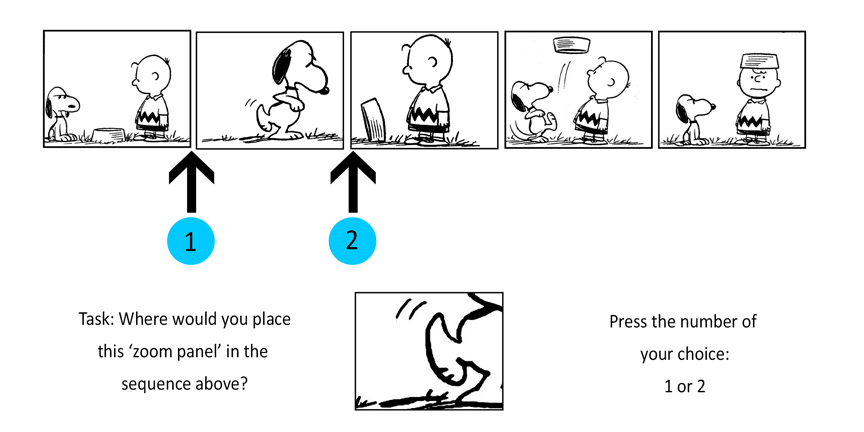 1
2
Task: Where would you place
this ‘zoom panel’ in the
sequence above?
Press the number of
your choice:
1 or 2